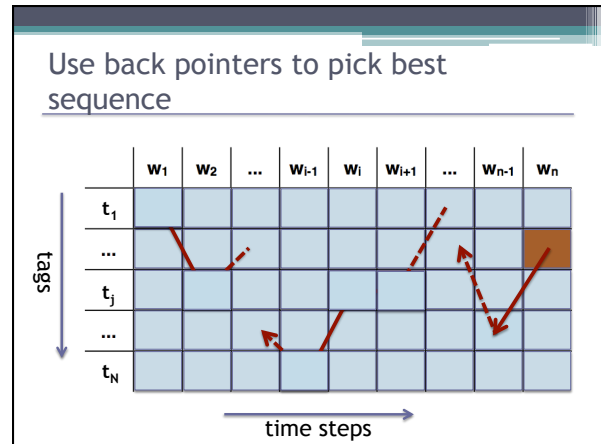 Use back pointers to pick best
sequence
w₁ w₂ ... wᵢ₋₁ wᵢ wᵢ₊₁ ... wₙ₋₁ wₙ
t₁
...
tⱼ
...
t_N
tags
time steps